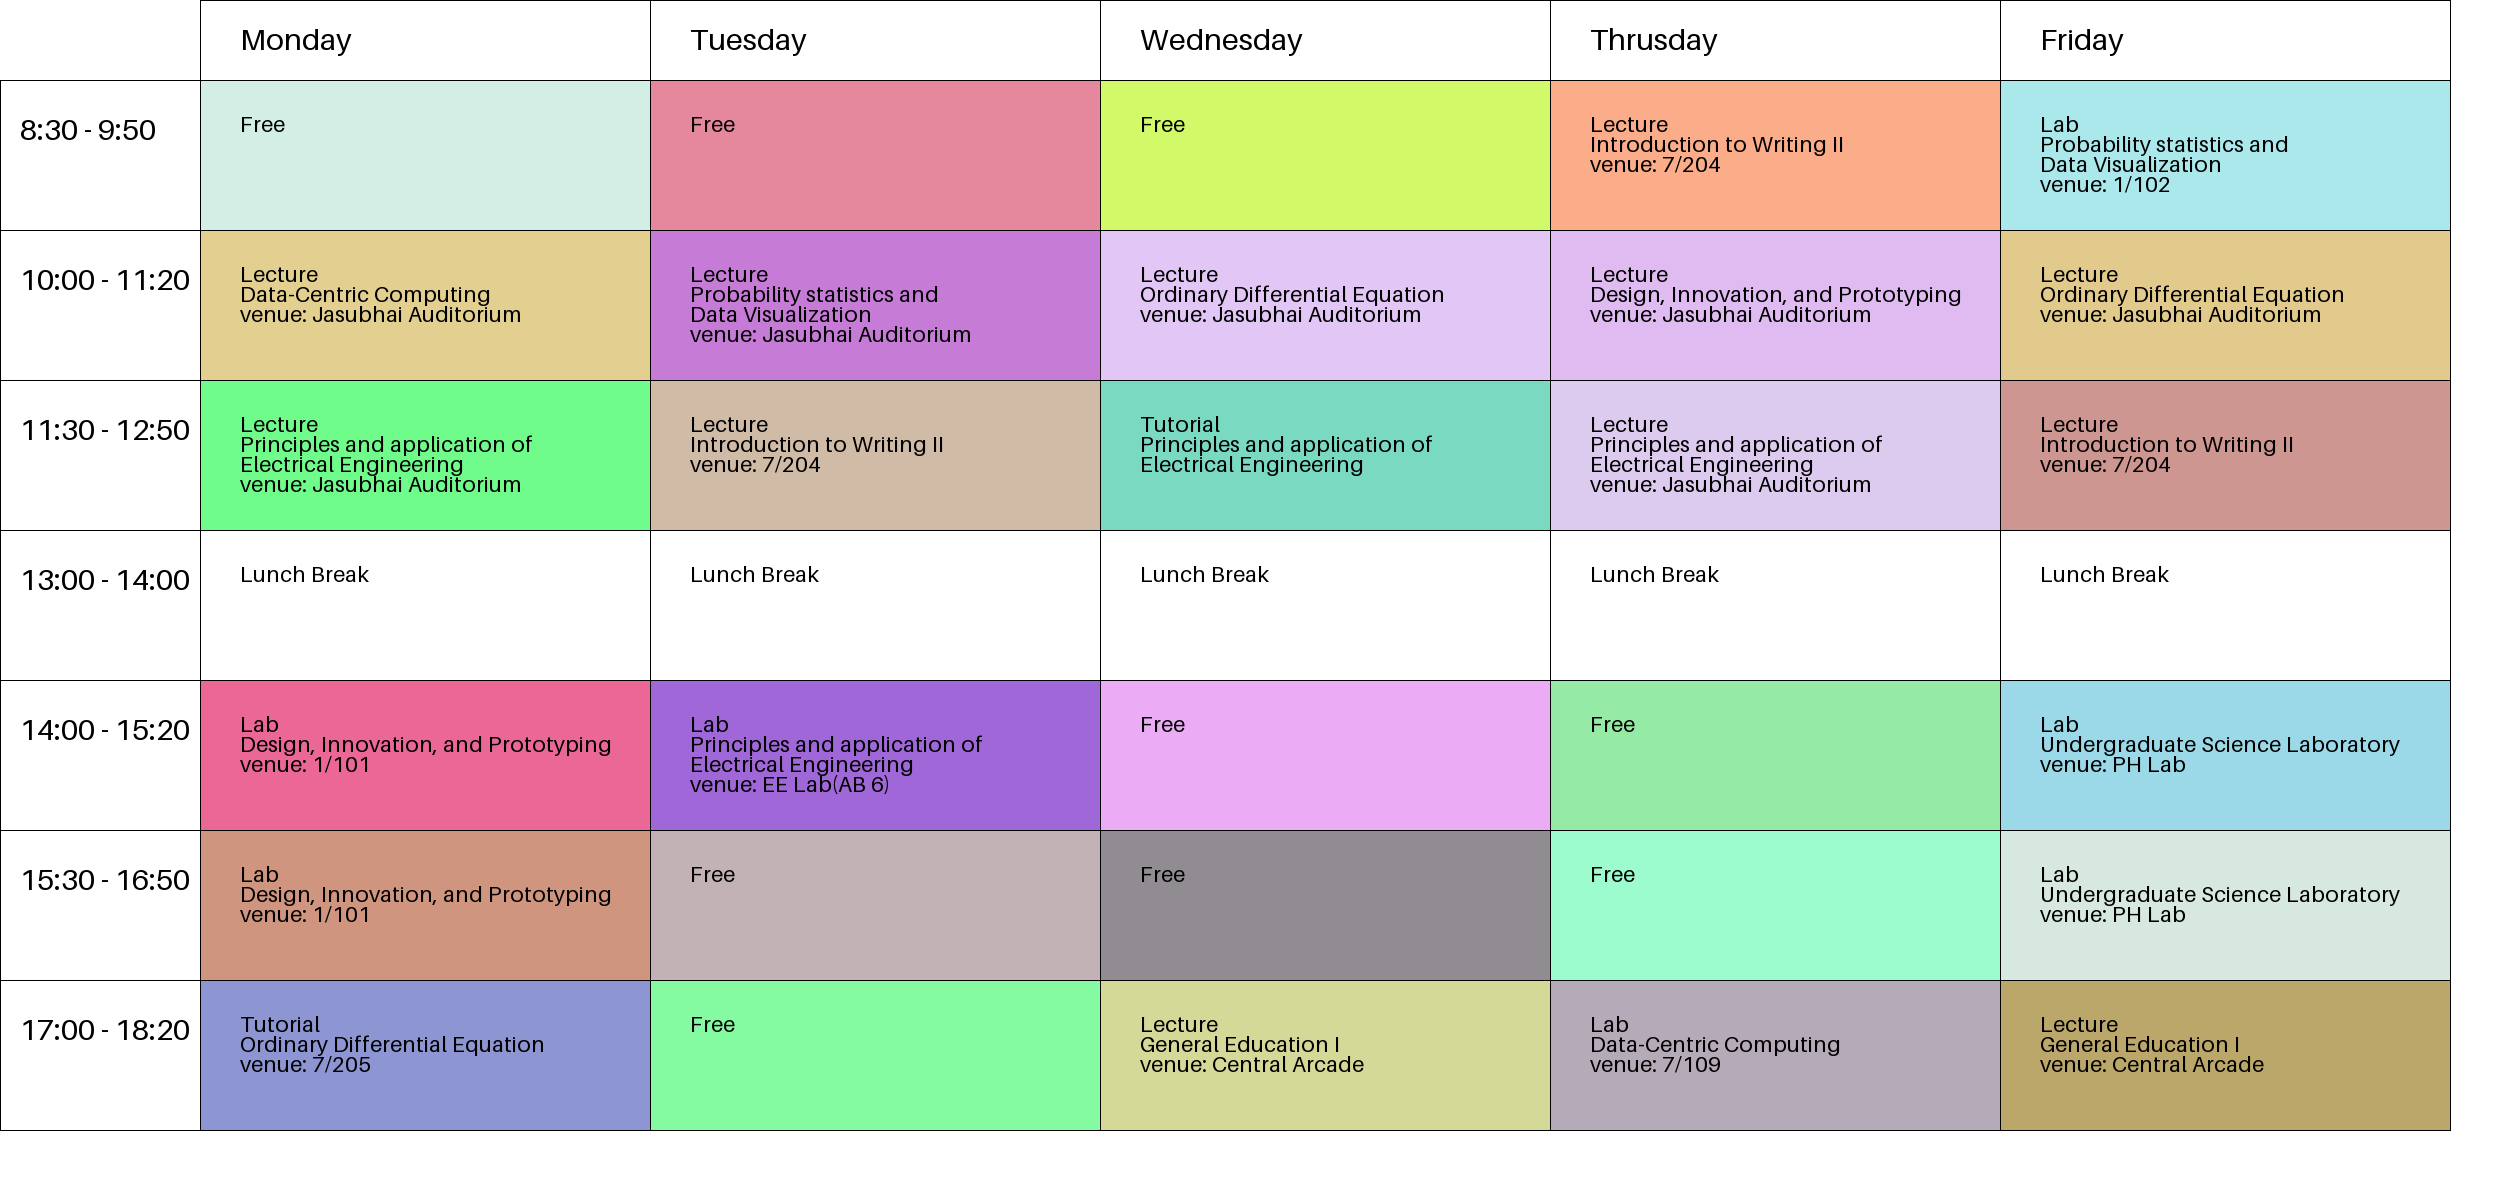 Monday
Tuesday
Wednesday
Thrusday
Friday
8:30 - 9:50
Free
Free
Free
Lecture
Introduction to Writing II
venue: 7/204
Lab
Probability statistics and
Data Visualization
venue: 1/102
10:00 - 11:20
Lecture
Data-Centric Computing
venue: Jasubhai Auditorium
Lecture
Probability statistics and
Data Visualization
venue: Jasubhai Auditorium
Lecture
Ordinary Differential Equation
venue: Jasubhai Auditorium
Lecture
Design, Innovation, and Prototyping
venue: Jasubhai Auditorium
Lecture
Ordinary Differential Equation
venue: Jasubhai Auditorium
11:30 - 12:50
Lecture
Principles and application of
Electrical Engineering
venue: Jasubhai Auditorium
Lecture
Introduction to Writing II
venue: 7/204
Tutorial
Principles and application of
Electrical Engineering
Lecture
Principles and application of
Electrical Engineering
venue: Jasubhai Auditorium
Lecture
Introduction to Writing II
venue: 7/204
13:00 - 14:00
Lunch Break
Lunch Break
Lunch Break
Lunch Break
Lunch Break
14:00 - 15:20
Lab
Design, Innovation, and Prototyping
venue: 1/101
Lab
Principles and application of
Electrical Engineering
venue: EE Lab(AB 6)
Free
Free
Lab
Undergraduate Science Laboratory
venue: PH Lab
15:30 - 16:50
Lab
Design, Innovation, and Prototyping
venue: 1/101
Free
Free
Free
Lab
Undergraduate Science Laboratory
venue: PH Lab
17:00 - 18:20
Tutorial
Ordinary Differential Equation
venue: 7/205
Free
Lecture
General Education I
venue: Central Arcade
Lab
Data-Centric Computing
venue: 7/109
Lecture
General Education I
venue: Central Arcade